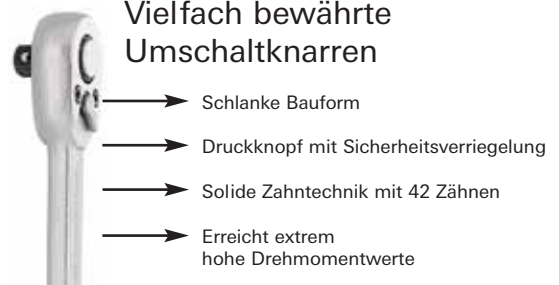 Vielfach bewährte
Umschaltknarren
Schlanke Bauform
Druckknopf mit Sicherheitsverriegelung
Solide Zahntechnik mit 42 Zähnen
Erreicht extrem
hohe Drehmomentwerte